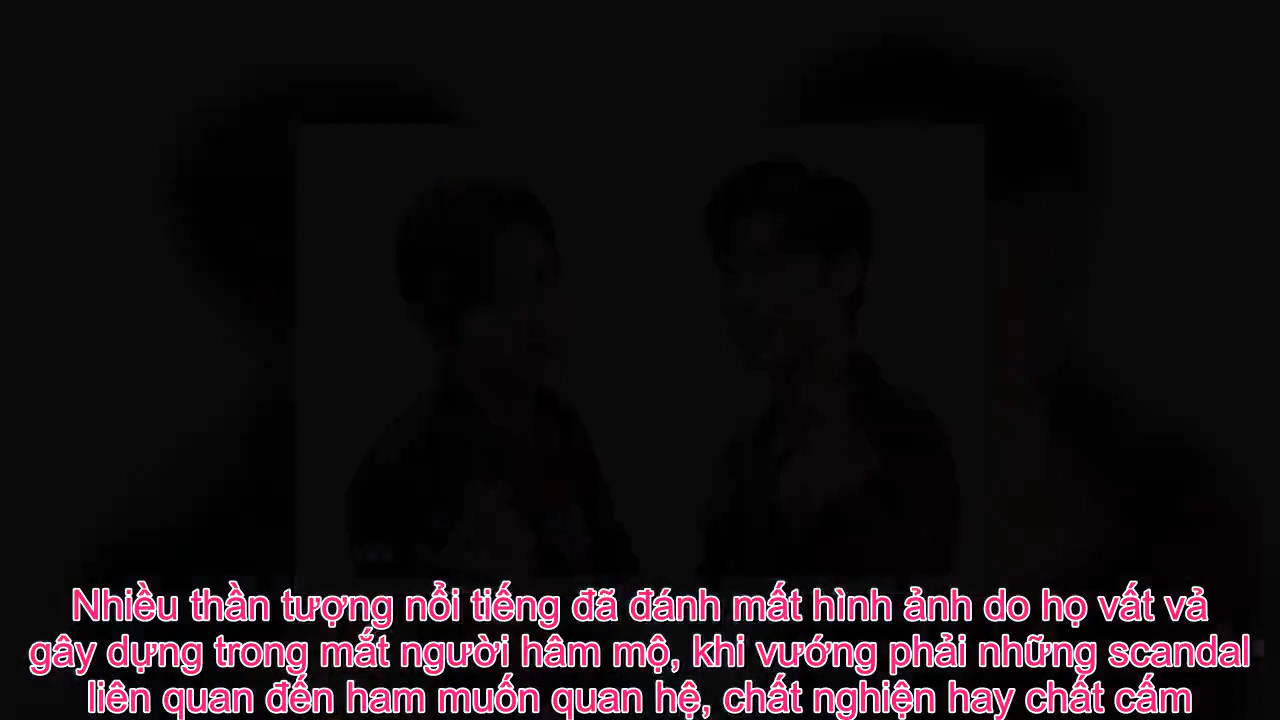 Nhiều thần tượng nổi tiếng đã đánh mất hình ảnh do họ vất vả
gây dựng trong mắt người hâm mộ, khi vướng phải những scandal
liên quan đến ham muốn quan hệ, chất nghiện hay chất cấm